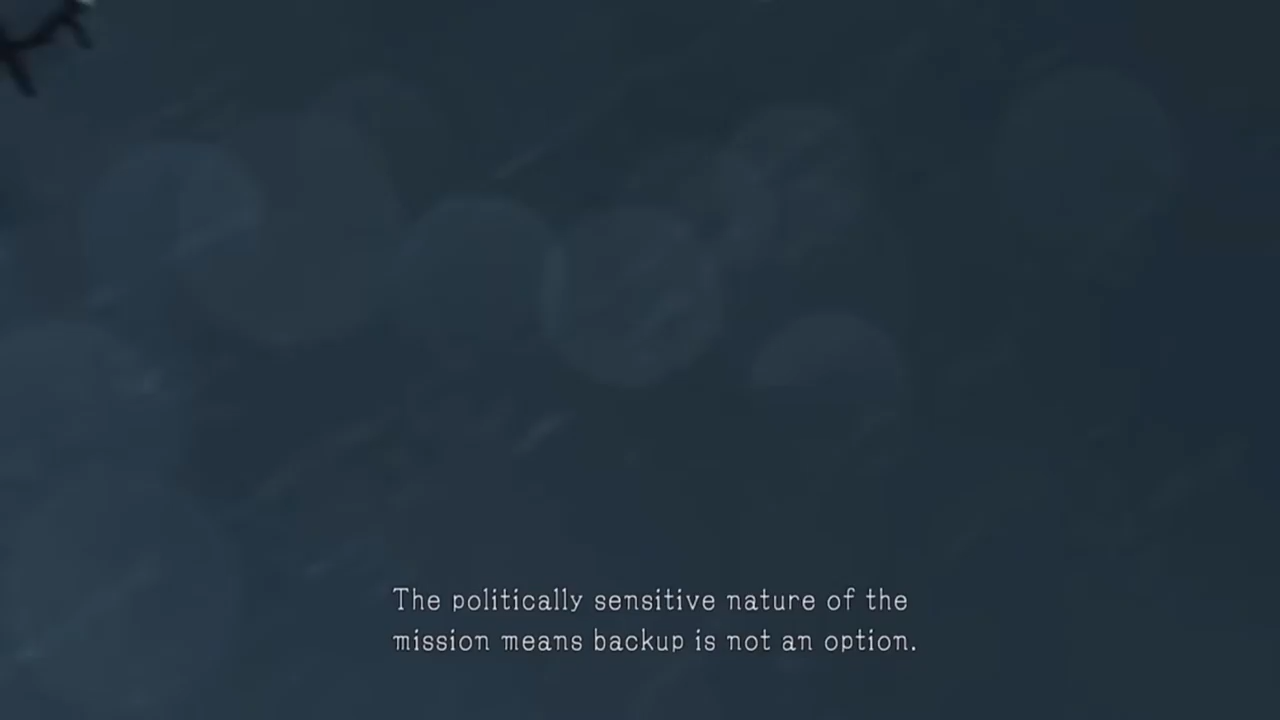 The politically sensitive nature of the
mission means backup is not an option.